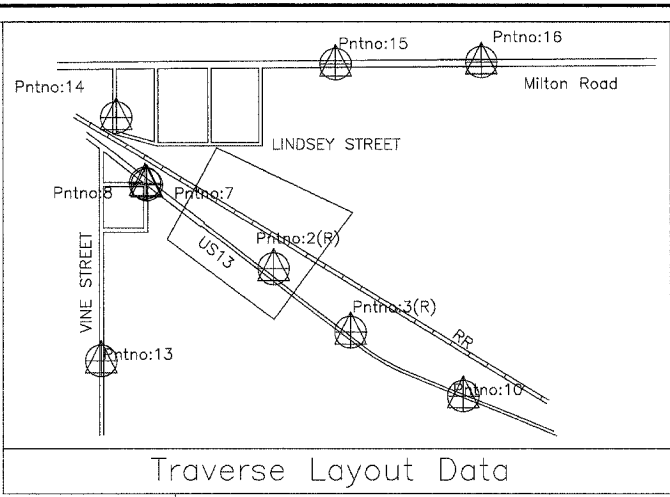 Pntno:15
Pntno:16
Milton Road
Pntno:14
LINDSEY STREET
Pntno:8
Pntno:7
Pntno:2(R)
US13
VINE STREET
Pntno:3(R)
RR
Pntno:13
Pntno:10
Traverse Layout Data